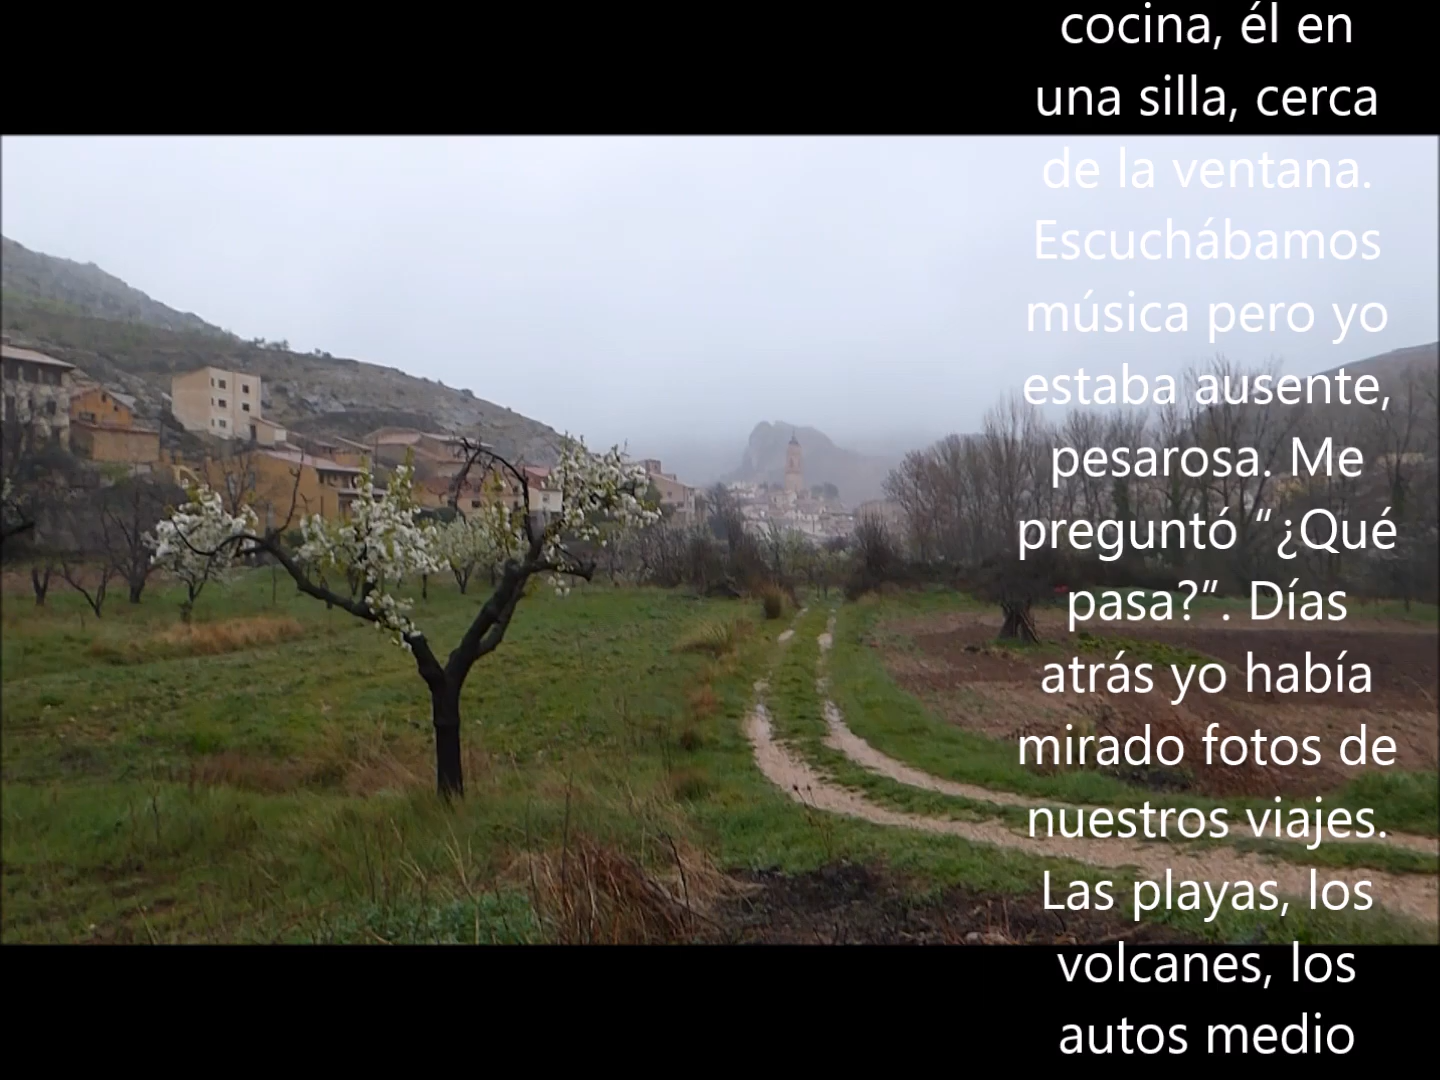 cocina, él en
una silla, cerca
de la ventana.
Escuchábamos
música pero yo
estaba ausente,
pesarosa. Me
preguntó “¿Qué
pasa?”. Días
atrás yo había
mirado fotos de
nuestros viajes.
Las playas, los
volcanes, los
autos medio